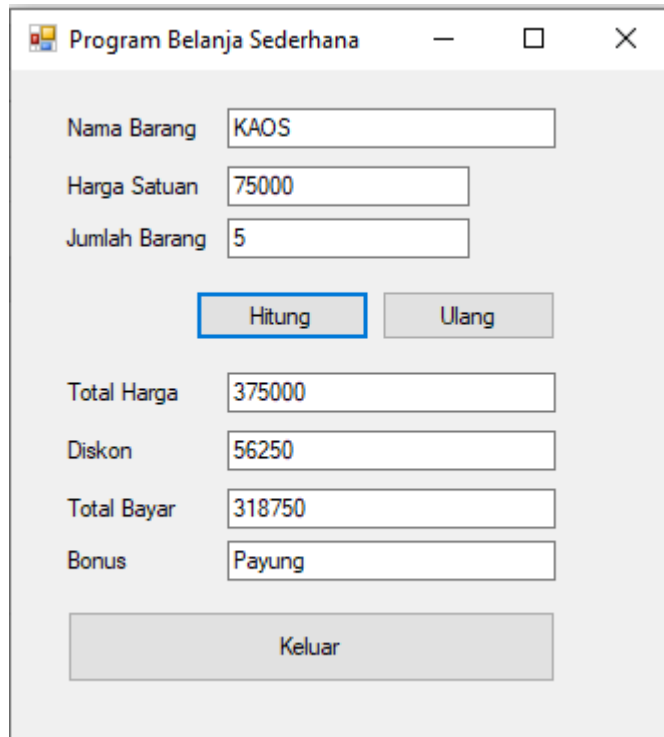 Program Belanja Sederhana
Nama Barang KAOS
Harga Satuan 75000
Jumlah Barang 5
Hitung Ulang
Total Harga 375000
Diskon 56250
Total Bayar 318750
Bonus Payung
Keluar